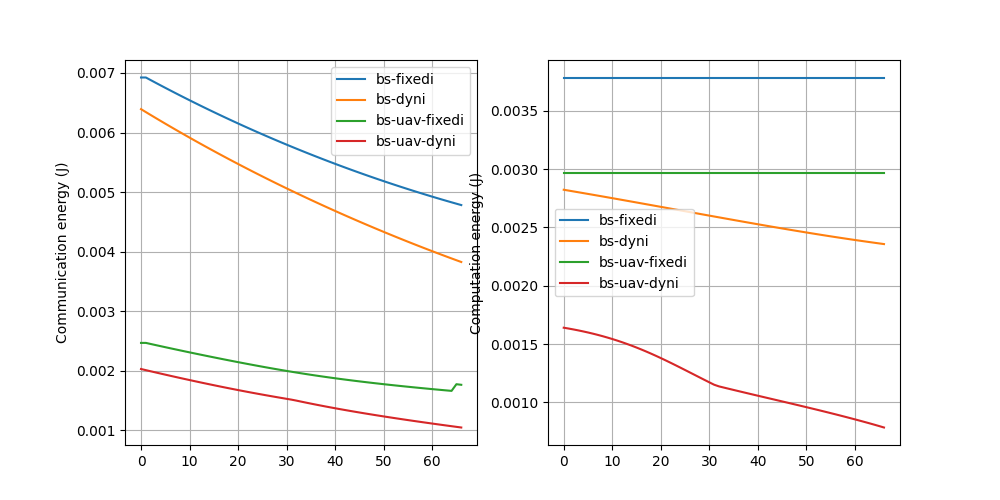 Communication energy (J)
0.007
0.006
0.005
0.004
0.003
0.002
0.001
0 10 20 30 40 50 60
bs-fixedi
bs-dyni
bs-uav-fixedi
bs-uav-dyni
Computation energy (J)
0.0035
0.0030
0.0025
0.0020
0.0015
0.0010
0 10 20 30 40 50 60
bs-fixedi
bs-dyni
bs-uav-fixedi
bs-uav-dyni